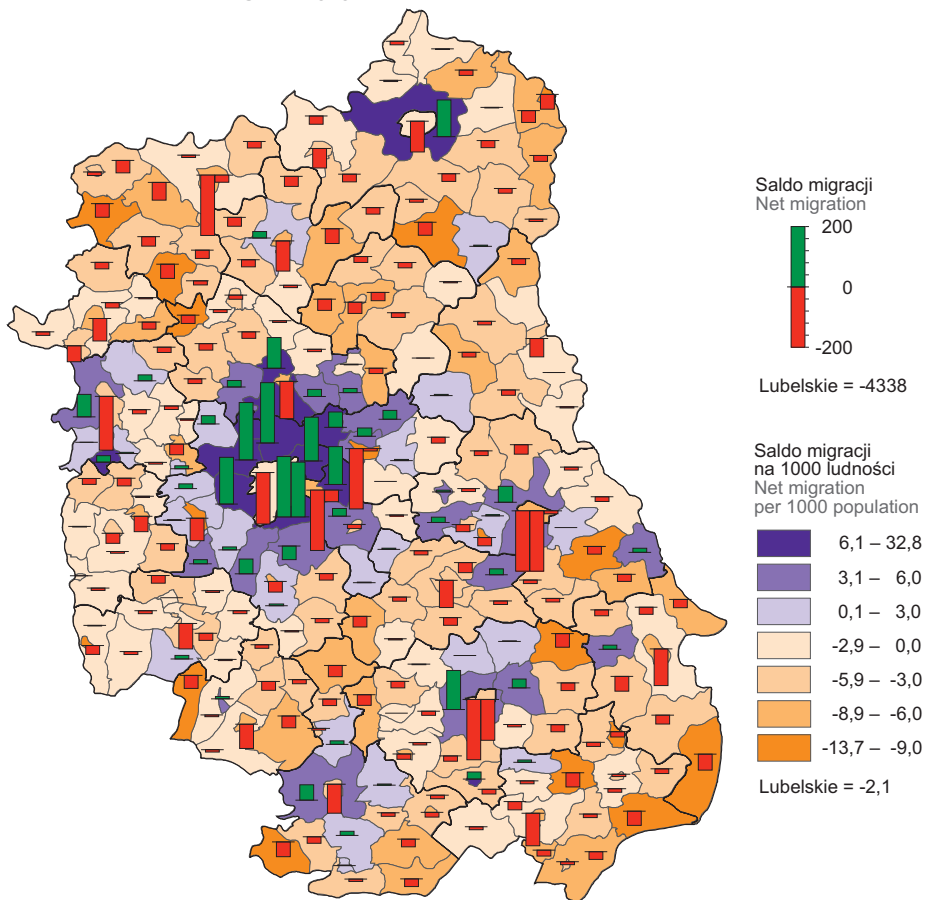 Saldo migracji
Net migration
200
0
-200
Lubelskie = -4338
Saldo migracji
na 1000 ludności
Net migration
per 1000 population
6,1 – 32,8
3,1 – 6,0
0,1 – 3,0
-2,9 – 0,0
-5,9 – -3,0
-8,9 – -6,0
-13,7 – -9,0
Lubelskie = -2,1